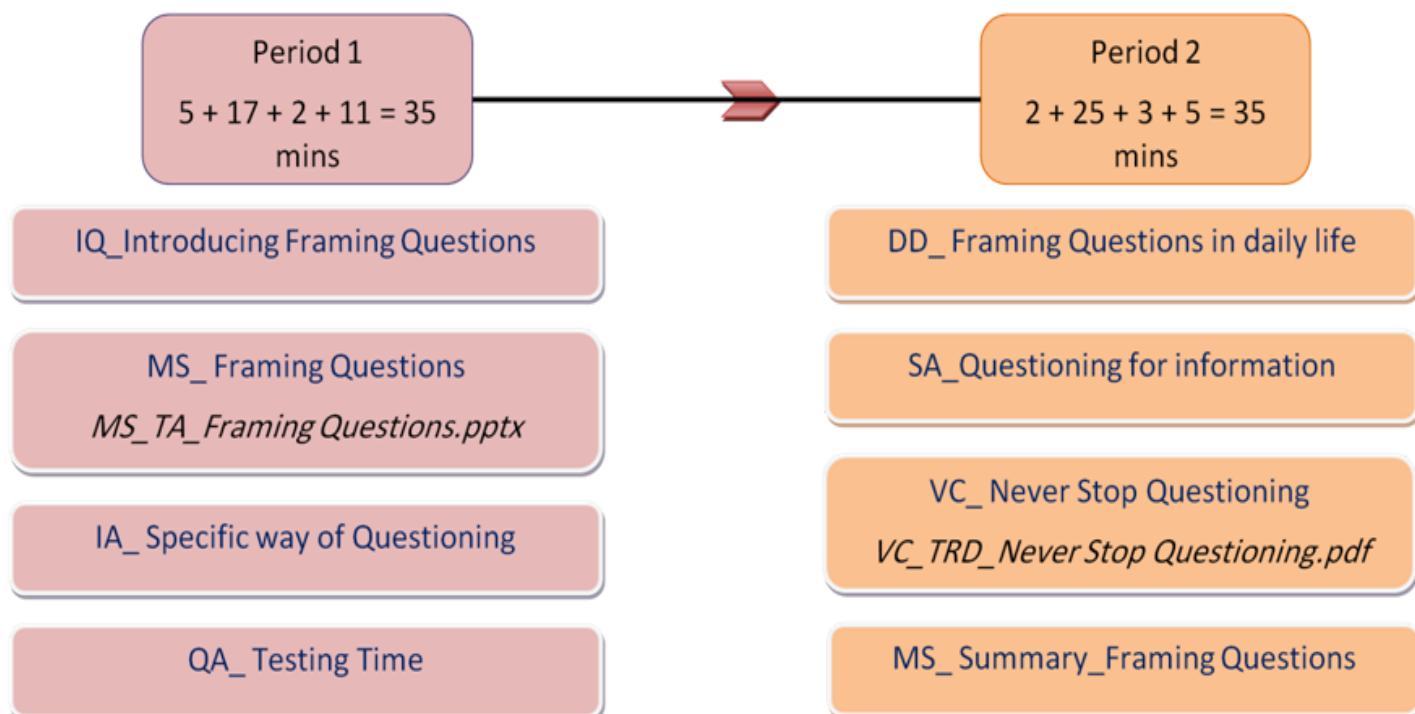 Period 1
5 + 17 + 2 + 11 = 35
mins
IQ_Introducing Framing Questions
MS_ Framing Questions
MS_TA_Framing Questions.pptx
IA_ Specific way of Questioning
QA_ Testing Time
Period 2
2 + 25 + 3 + 5 = 35
mins
DD_ Framing Questions in daily life
SA_Questioning for information
VC_ Never Stop Questioning
VC_TRD_Never Stop Questioning.pdf
MS_ Summary_Framing Questions